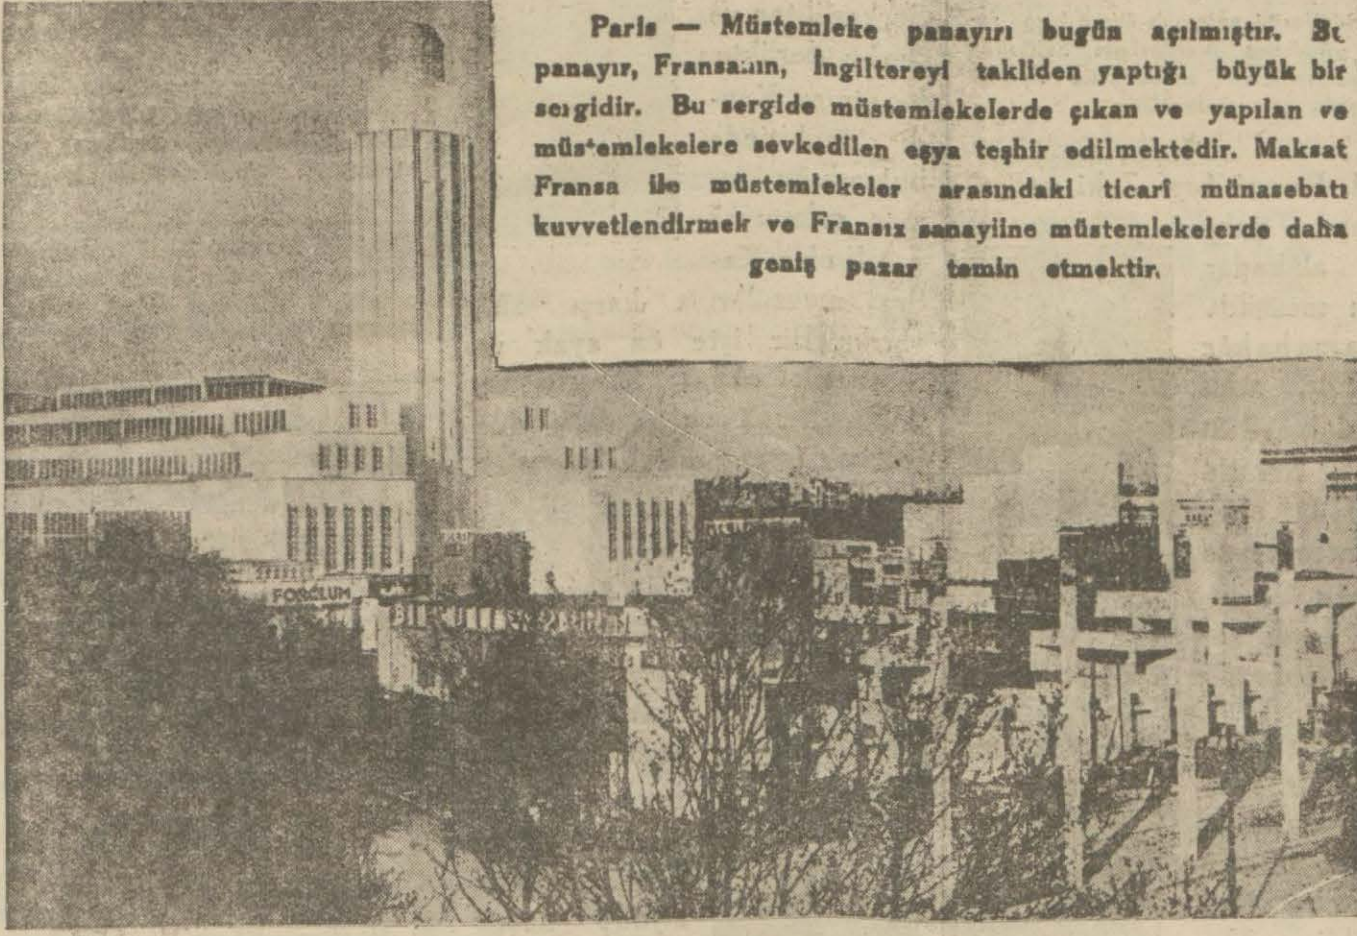 Paris — Müstemleke panayırı bugün açılmıştır. Bu
panayır, Fransanın, İngiltereyi takliden yaptığı büyük bir
sergidir. Bu sergide müstemlekelerde çıkan ve yapılan ve
müstemlekelere sevkedilen eşya teşhir edilmektedir. Maksat
Fransa ile müstemlekeler arasındaki ticarî münasebatı
kuvvetlendirmek ve Fransız sanayiine müstemlekelerde daha
geniş pazar temin etmektir.
FORCLUM